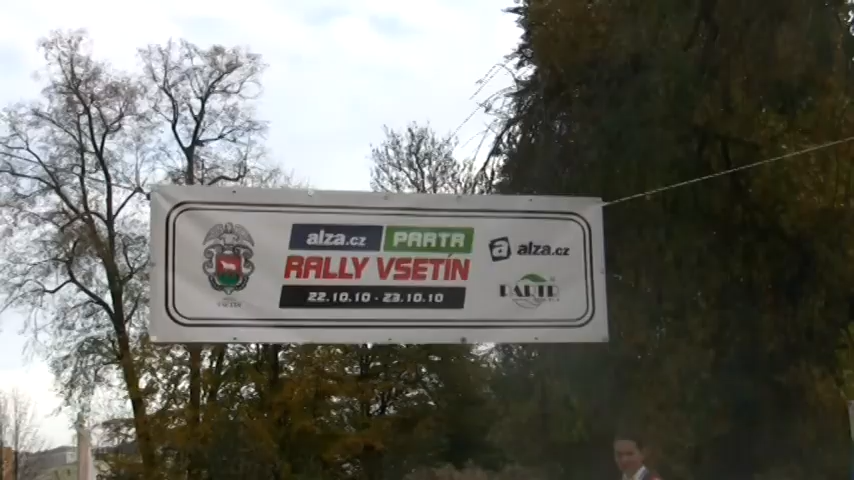 alza.cz PARTR
RALLY VSETÍN
22.10.10 - 23.10.10
a alza.cz
PARTR